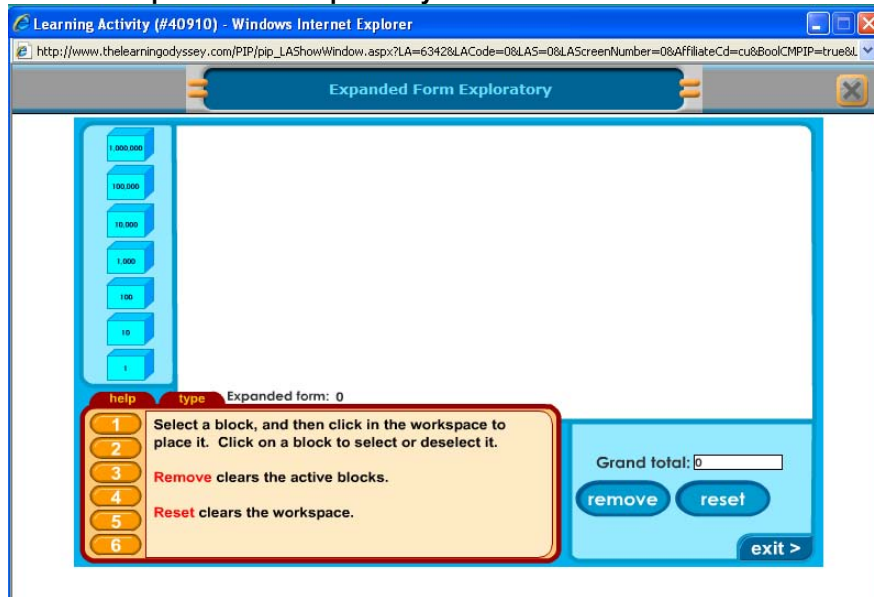 Learning Activity (#40910) - Windows Internet Explorer
http://www.thelearningodyssey.com/PIP/pip_LAShowWindow.aspx?LA=6342&LACode=0&LAS=0&LAScreenNumber=0&AffiliateCd=cu&BoolCMPIP=true&L
Expanded Form Exploratory
1,000,000
100,000
10,000
1,000
100
10
1
help
type
Expanded form: 0
1
2
3
4
5
6
Select a block, and then click in the workspace to
place it. Click on a block to select or deselect it.
Remove clears the active blocks.
Reset clears the workspace.
Grand total: 0
remove
reset
exit >